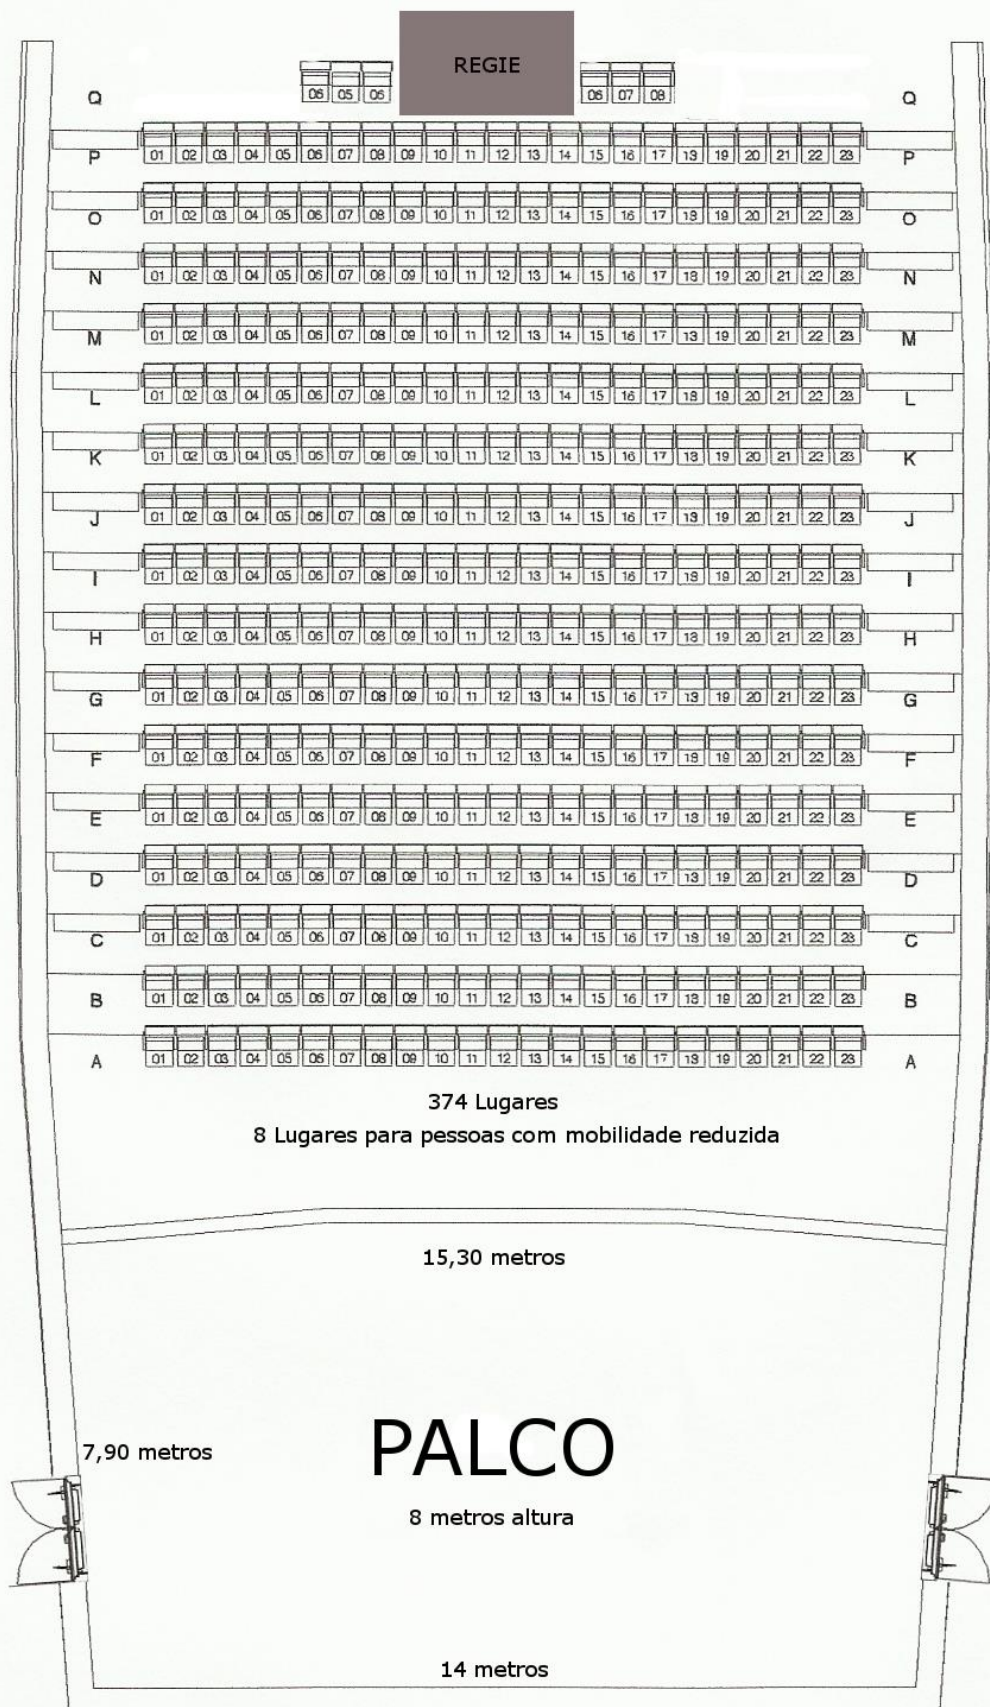 REGIE
Q 06 05 06 06 07 08 Q
P 01 02 03 04 05 06 07 08 09 10 11 12 13 14 15 16 17 18 19 20 21 22 23 P
O 01 02 03 04 05 06 07 08 09 10 11 12 13 14 15 16 17 18 19 20 21 22 23 O
N 01 02 03 04 05 06 07 08 09 10 11 12 13 14 15 16 17 18 19 20 21 22 23 N
M 01 02 03 04 05 06 07 08 09 10 11 12 13 14 15 16 17 18 19 20 21 22 23 M
L 01 02 03 04 05 06 07 08 09 10 11 12 13 14 15 16 17 18 19 20 21 22 23 L
K 01 02 03 04 05 06 07 08 09 10 11 12 13 14 15 16 17 18 19 20 21 22 23 K
J 01 02 03 04 05 06 07 08 09 10 11 12 13 14 15 16 17 18 19 20 21 22 23 J
I 01 02 03 04 05 06 07 08 09 10 11 12 13 14 15 16 17 18 19 20 21 22 23 I
H 01 02 03 04 05 06 07 08 09 10 11 12 13 14 15 16 17 18 19 20 21 22 23 H
G 01 02 03 04 05 06 07 08 09 10 11 12 13 14 15 16 17 18 19 20 21 22 23 G
F 01 02 03 04 05 06 07 08 09 10 11 12 13 14 15 16 17 18 19 20 21 22 23 F
E 01 02 03 04 05 06 07 08 09 10 11 12 13 14 15 16 17 18 19 20 21 22 23 E
D 01 02 03 04 05 06 07 08 09 10 11 12 13 14 15 16 17 18 19 20 21 22 23 D
C 01 02 03 04 05 06 07 08 09 10 11 12 13 14 15 16 17 18 19 20 21 22 23 C
B 01 02 03 04 05 06 07 08 09 10 11 12 13 14 15 16 17 18 19 20 21 22 23 B
A 01 02 03 04 05 06 07 08 09 10 11 12 13 14 15 16 17 18 19 20 21 22 23 A
374 Lugares
8 Lugares para pessoas com mobilidade reduzida
15,30 metros
PALCO
7,90 metros
8 metros altura
14 metros